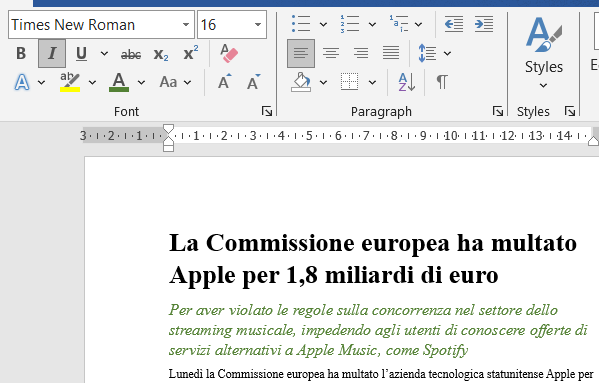 Times New Roman 16
B I U abc x₂ x²
A ab A Aa A A
A Z
Styles
E
Font Paragraph Styles
3 2 1 1 2 3 4 5 6 7 8 9 10 11 12 13 14
La Commissione europea ha multato
Apple per 1,8 miliardi di euro
Per aver violato le regole sulla concorrenza nel settore dello
streaming musicale, impedendo agli utenti di conoscere offerte di
servizi alternativi a Apple Music, come Spotify
Lunedì la Commissione europea ha multato l’azienda tecnologica statunitense Apple per